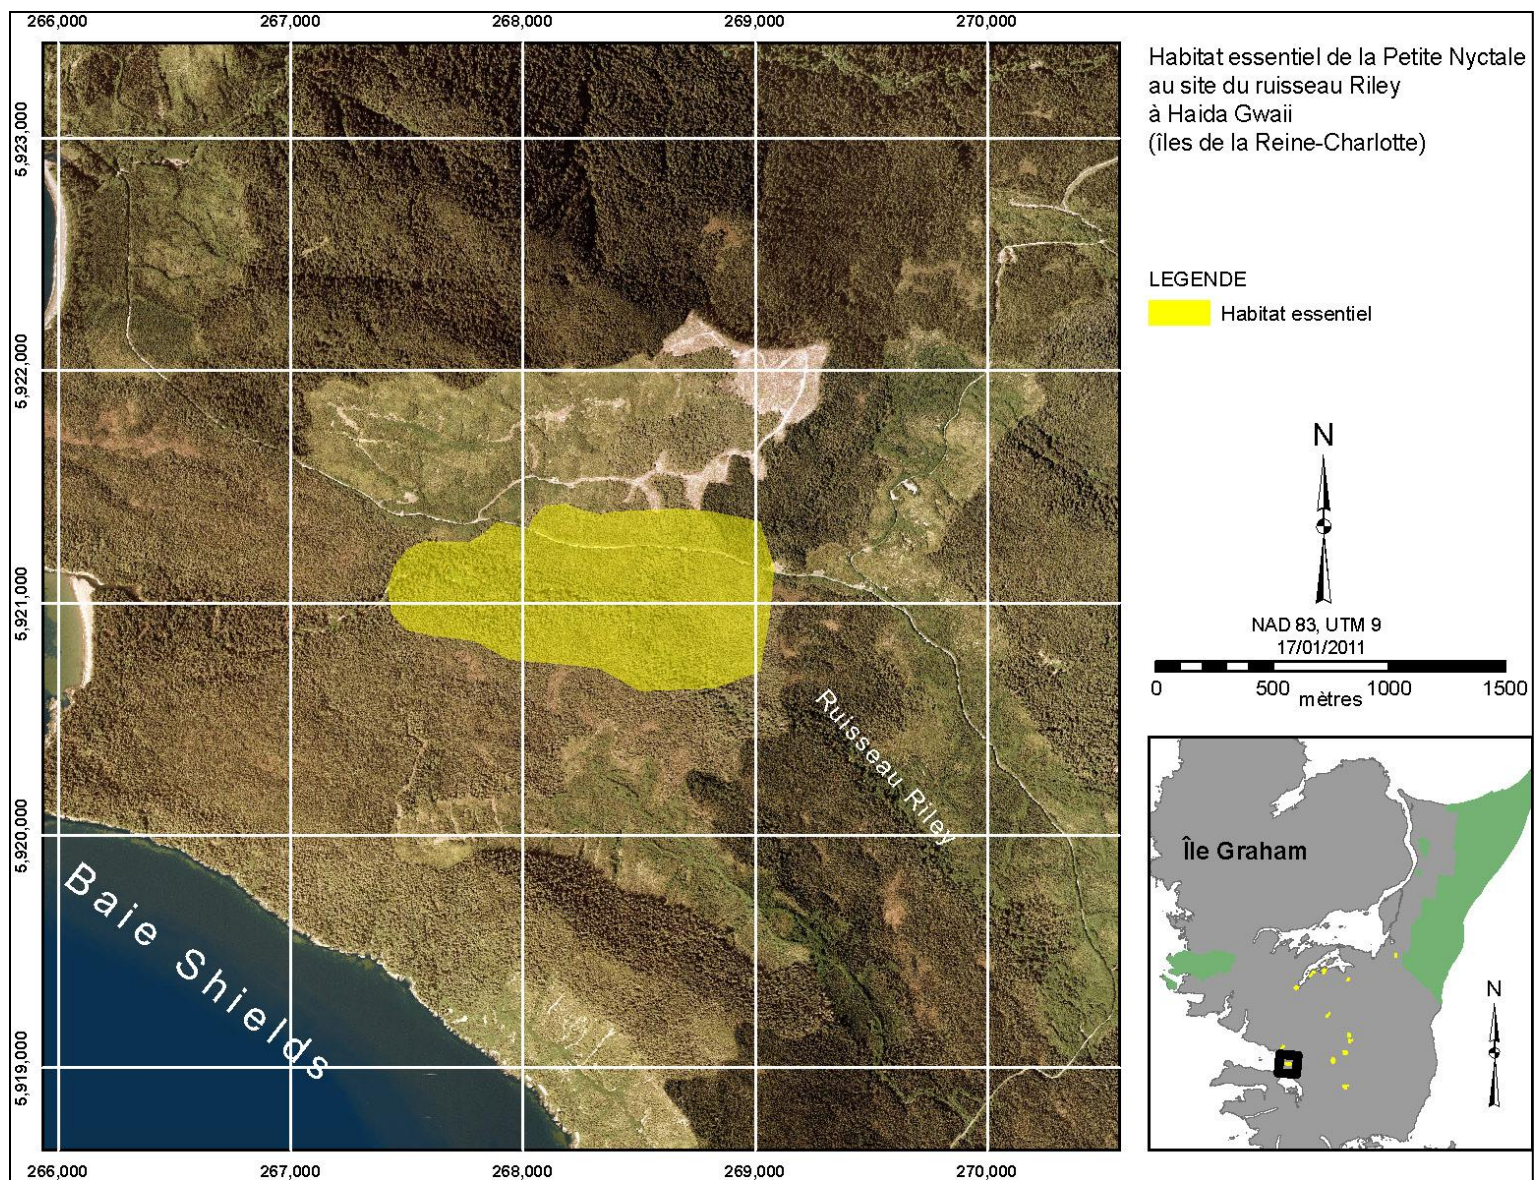 266,000 267,000 268,000 269,000 270,000
5,923,000
5,922,000
5,921,000
5,920,000
5,919,000
Ruisseau Riley
Baie Shields
266,000 267,000 268,000 269,000 270,000
Habitat essentiel de la Petite Nyctale
au site du ruisseau Riley
à Haida Gwaii
(îles de la Reine-Charlotte)
LEGENDE
Habitat essentiel
N
NAD 83, UTM 9
17/01/2011
0 500 1000 1500
mètres
Île Graham
N